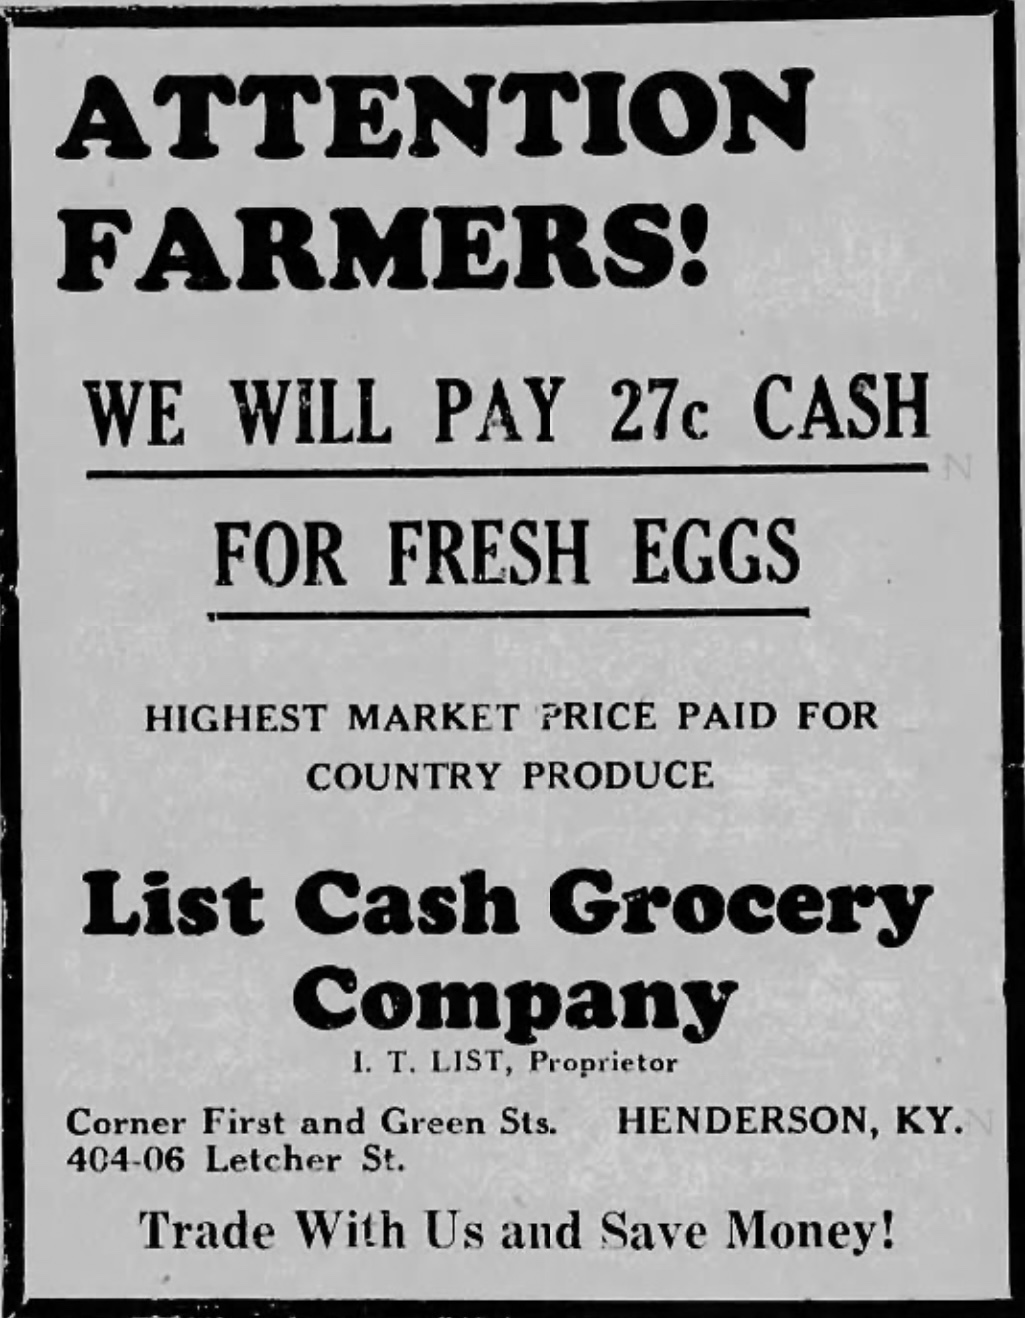 ATTENTION
FARMERS!
WE WILL PAY 27c CASH
FOR FRESH EGGS
HIGHEST MARKET PRICE PAID FOR
COUNTRY PRODUCE
List Cash Grocery
Company
I. T. LIST, Proprietor
Corner First and Green Sts. HENDERSON, KY.
404-06 Letcher St.
Trade With Us and Save Money!